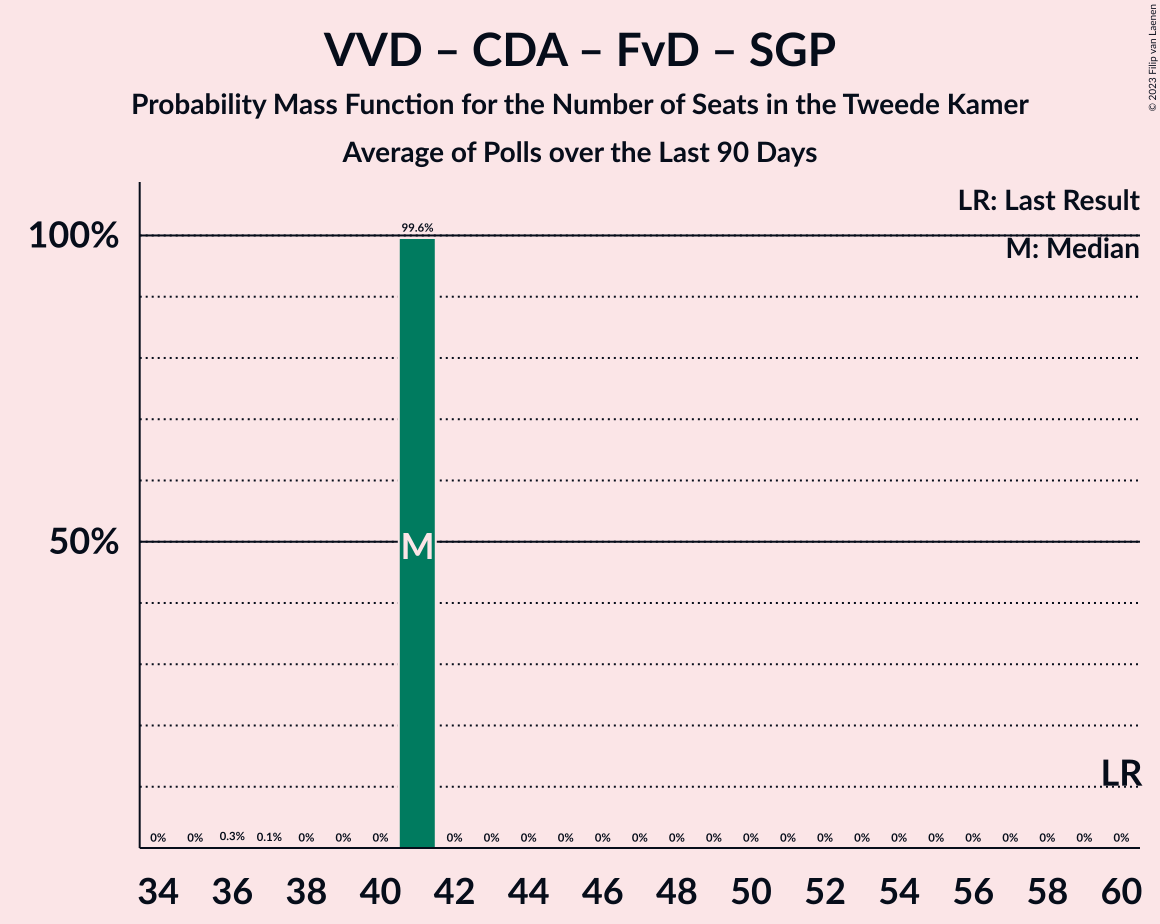 VVD – CDA – FvD – SGP
Probability Mass Function for the Number of Seats in the Tweede Kamer
Average of Polls over the Last 90 Days
© 2023 Filip van Laenen
LR: Last Result
M: Median
100%
50%
99.6%
M
LR
0% 0% 0.3% 0.1% 0% 0% 0% 0% 0% 0% 0% 0% 0% 0% 0% 0% 0% 0% 0% 0% 0% 0% 0% 0% 0% 0%
34 36 38 40 42 44 46 48 50 52 54 56 58 60